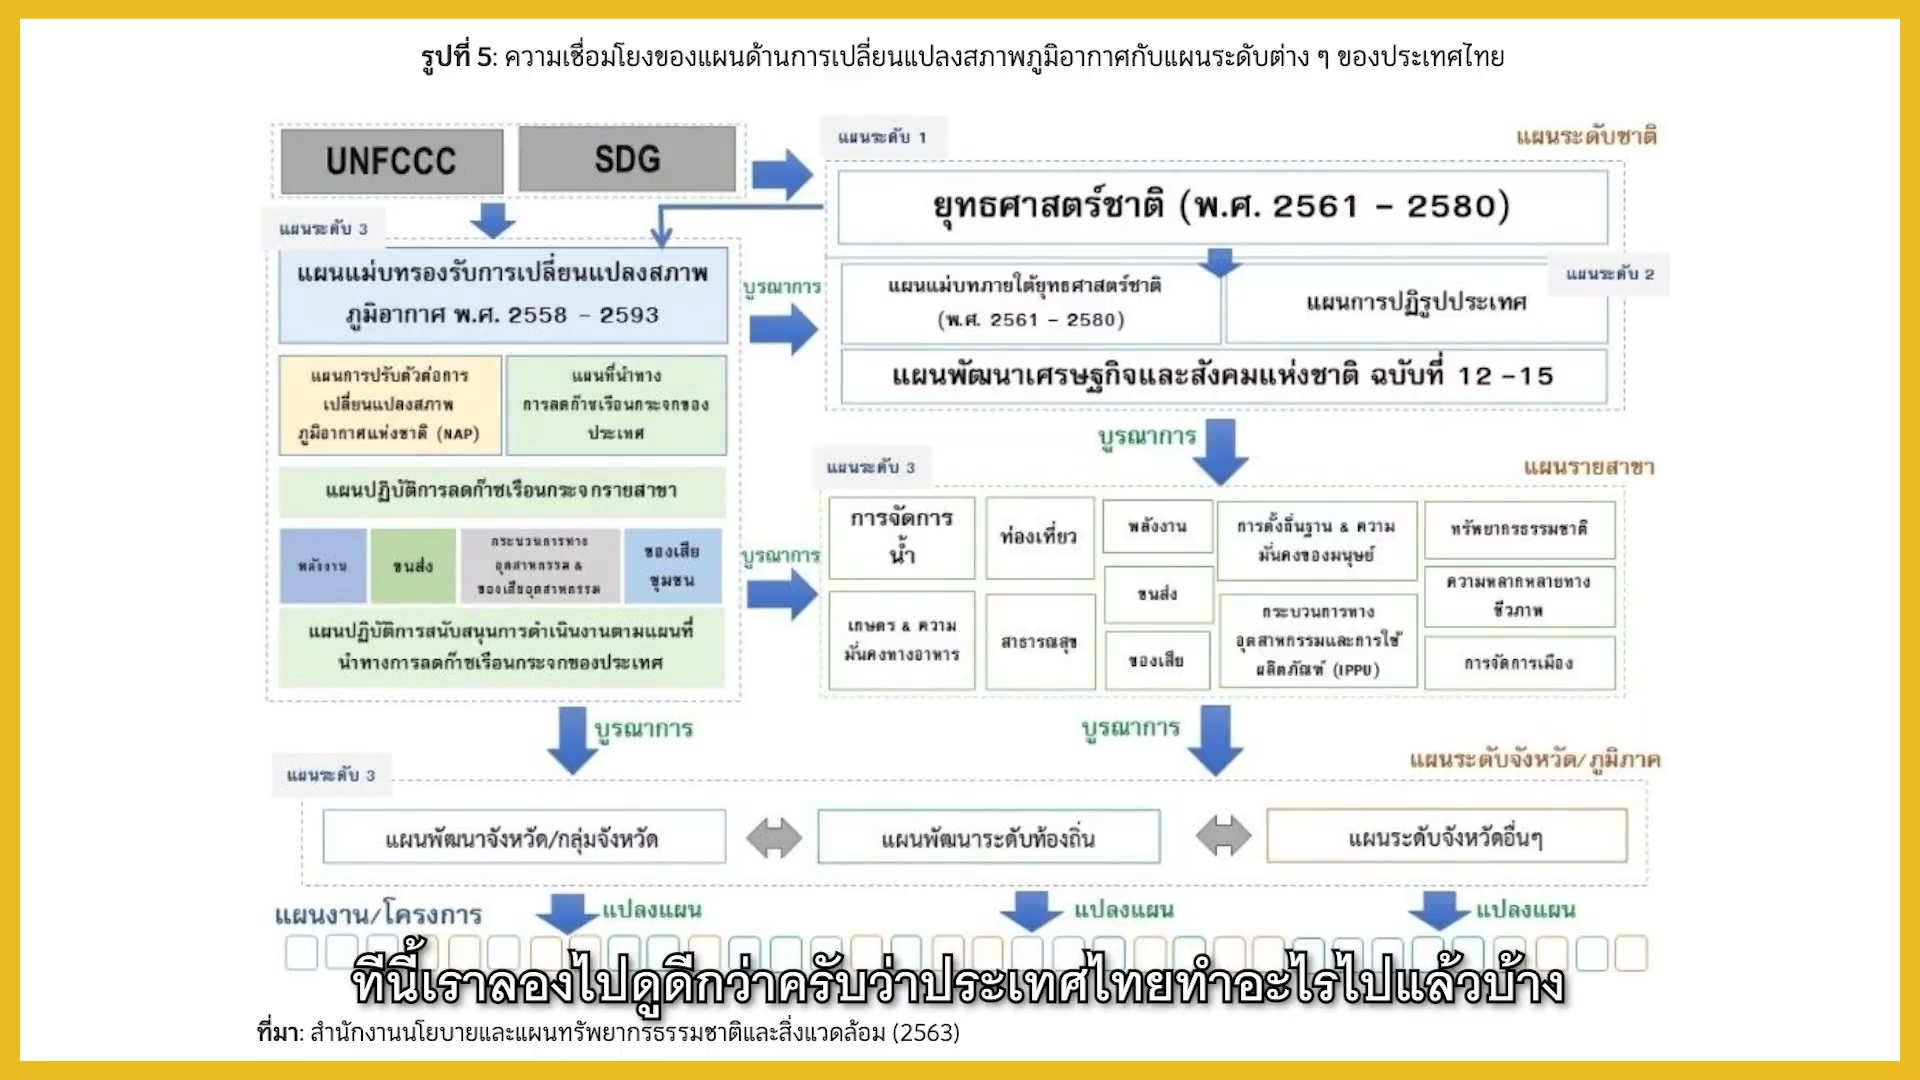 รูปที่ 5: ความเชื่อมโยงของแผนด้านการเปลี่ยนแปลงสภาพภูมิอากาศกับแผนระดับต่าง ๆ ของประเทศไทย
UNFCCC
SDG
แผนระดับ 1
แผนระดับชาติ
ยุทธศาสตร์ชาติ (พ.ศ. 2561 - 2580)
แผนระดับ 3
แผนแม่บทรองรับการเปลี่ยนแปลงสภาพ
ภูมิอากาศ พ.ศ. 2558 - 2593
บูรณาการ
แผนระดับ 2
แผนแม่บทภายใต้ยุทธศาสตร์ชาติ
(พ.ศ. 2561 - 2580)
แผนการปฏิรูปประเทศ
แผนพัฒนาเศรษฐกิจและสังคมแห่งชาติ ฉบับที่ 12 -15
แผนการปรับตัวต่อการ
เปลี่ยนแปลงสภาพ
ภูมิอากาศแห่งชาติ (NAP)
แผนที่นำทาง
การลดก๊าซเรือนกระจกของ
ประเทศ
แผนปฏิบัติการลดก๊าซเรือนกระจกรายสาขา
พลังงาน
ขนส่ง
กระบวนการทาง
อุตสาหกรรม &
ของเสียอุตสาหกรรม
ของเสีย
ชุมชน
แผนปฏิบัติการสนับสนุนการดำเนินงานตามแผนที่
นำทางการลดก๊าซเรือนกระจกของประเทศ
บูรณาการ
บูรณาการ
แผนระดับ 3
แผนรายสาขา
การจัดการ
น้ำ
ท่องเที่ยว
พลังงาน
การตั้งถิ่นฐาน & ความ
มั่นคงของมนุษย์
ทรัพยากรธรรมชาติ
ความหลากหลายทาง
ชีวภาพ
ขนส่ง
เกษตร & ความ
มั่นคงทางอาหาร
สาธารณสุข
ของเสีย
กระบวนการทาง
อุตสาหกรรมและการใช้
ผลิตภัณฑ์ (IPPU)
การจัดการเมือง
บูรณาการ
บูรณาการ
แผนระดับ 3
แผนระดับจังหวัด/ภูมิภาค
แผนพัฒนาจังหวัด/กลุ่มจังหวัด
แผนพัฒนาระดับท้องถิ่น
แผนระดับจังหวัดอื่นๆ
แผนงาน/โครงการ
แปลงแผน
แปลงแผน
แปลงแผน
ทีนี้เราลองไปดูดีกว่าครับว่าประเทศไทยทำอะไรไปแล้วบ้าง
ที่มา: สำนักงานนโยบายและแผนทรัพยากรธรรมชาติและสิ่งแวดล้อม (2563)